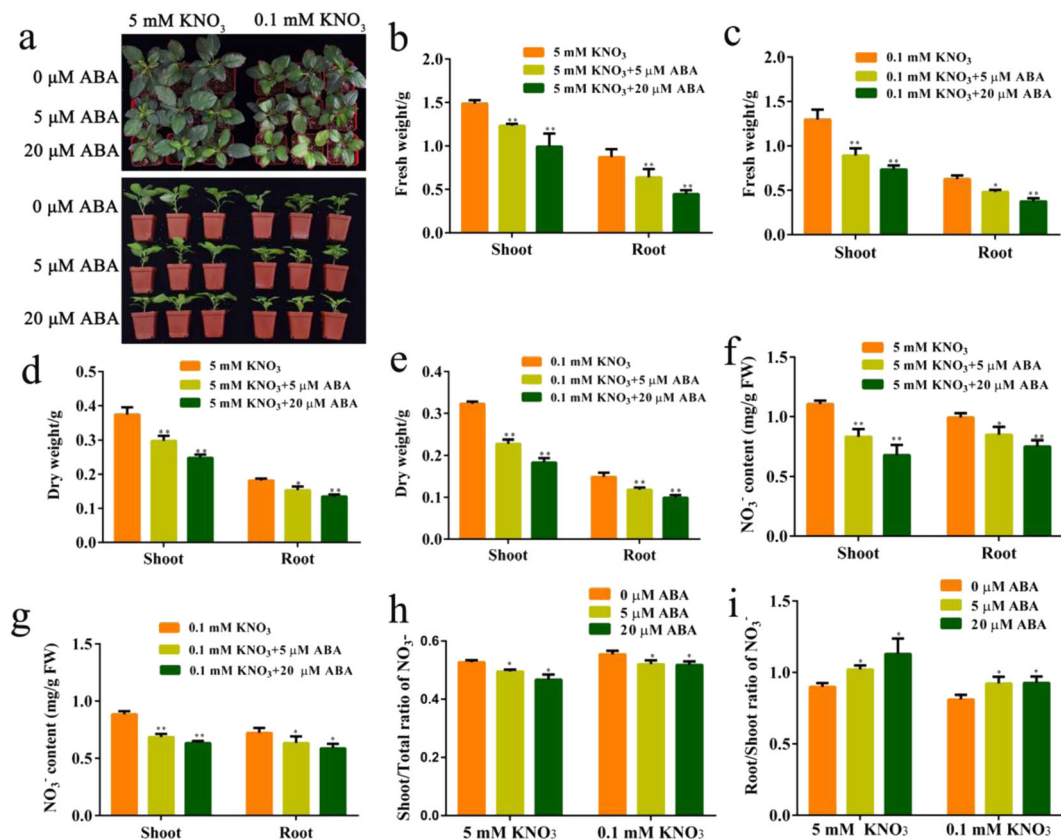 a
5 mM KNO₃ 0.1 mM KNO₃
0 μM ABA
5 μM ABA
20 μM ABA
0 μM ABA
5 μM ABA
20 μM ABA
b
5 mM KNO₃
5 mM KNO₃+5 μM ABA
5 mM KNO₃+20 μM ABA
Fresh weight/g
2.0
1.5
1.0
0.5
0.0
** ** ** **
Shoot Root
c
0.1 mM KNO₃
0.1 mM KNO₃+5 μM ABA
0.1 mM KNO₃+20 μM ABA
Fresh weight/g
2.0
1.5
1.0
0.5
0.0
** ** * **
Shoot Root
d
5 mM KNO₃
5 mM KNO₃+5 μM ABA
5 mM KNO₃+20 μM ABA
Dry weight/g
0.5
0.4
0.3
0.2
0.1
0.0
** ** * **
Shoot Root
e
0.1 mM KNO₃
0.1 mM KNO₃+5 μM ABA
0.1 mM KNO₃+20 μM ABA
Dry weight/g
0.4
0.3
0.2
0.1
0.0
** ** ** **
Shoot Root
f
5 mM KNO₃
5 mM KNO₃+5 μM ABA
5 mM KNO₃+20 μM ABA
NO₃⁻ content (mg/g FW)
1.5
1.0
0.5
0.0
** ** * **
Shoot Root
g
0.1 mM KNO₃
0.1 mM KNO₃+5 μM ABA
0.1 mM KNO₃+20 μM ABA
NO₃⁻ content (mg/g FW)
1.5
1.0
0.5
0.0
** ** * *
Shoot Root
h
0 μM ABA
5 μM ABA
20 μM ABA
Shoot/Total ratio of NO₃-
0.6
0.4
0.2
0.0
* * * *
5 mM KNO₃ 0.1 mM KNO₃
i
0 μM ABA
5 μM ABA
20 μM ABA
Root/Shoot ratio of NO₃⁻
1.5
1.0
0.5
0.0
* * * *
5 mM KNO₃ 0.1 mM KNO₃